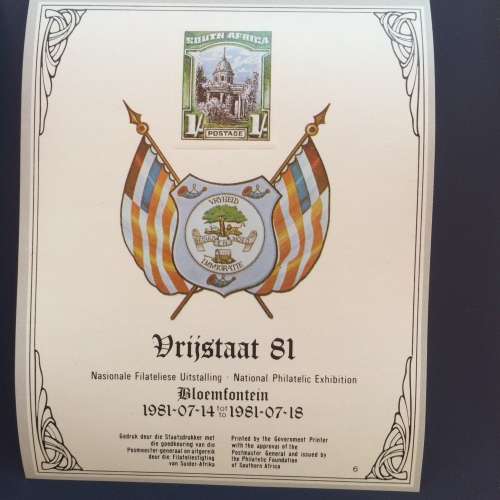 SOUTH AFRICA
1/- 1/-
POSTAGE
VRYHEID
IMMIGRATIE
Vrijstaat 81
Nasionale Filateliese Uitstalling · National Philatelic Exhibition
Bloemfontein
1981-07-14 tot TO 1981-07-18
Gedruk deur die Staatsdrukker met
die goedkeuring van die
Posmeester-generaal en uitgereik
deur die Filateliestigting
van Suider-Afrika
Printed by the Government Printer
with the approval of the
Postmaster General and issued by
the Philatelic Foundation
of Southern Africa
6